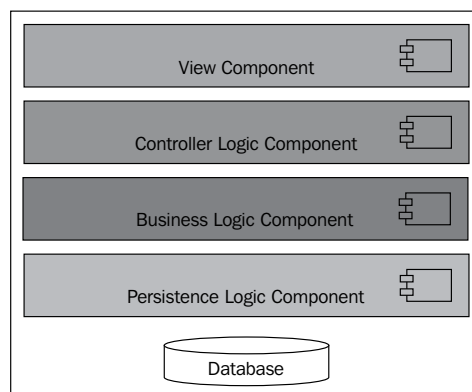 View Component
Controller Logic Component
Business Logic Component
Persistence Logic Component
Database